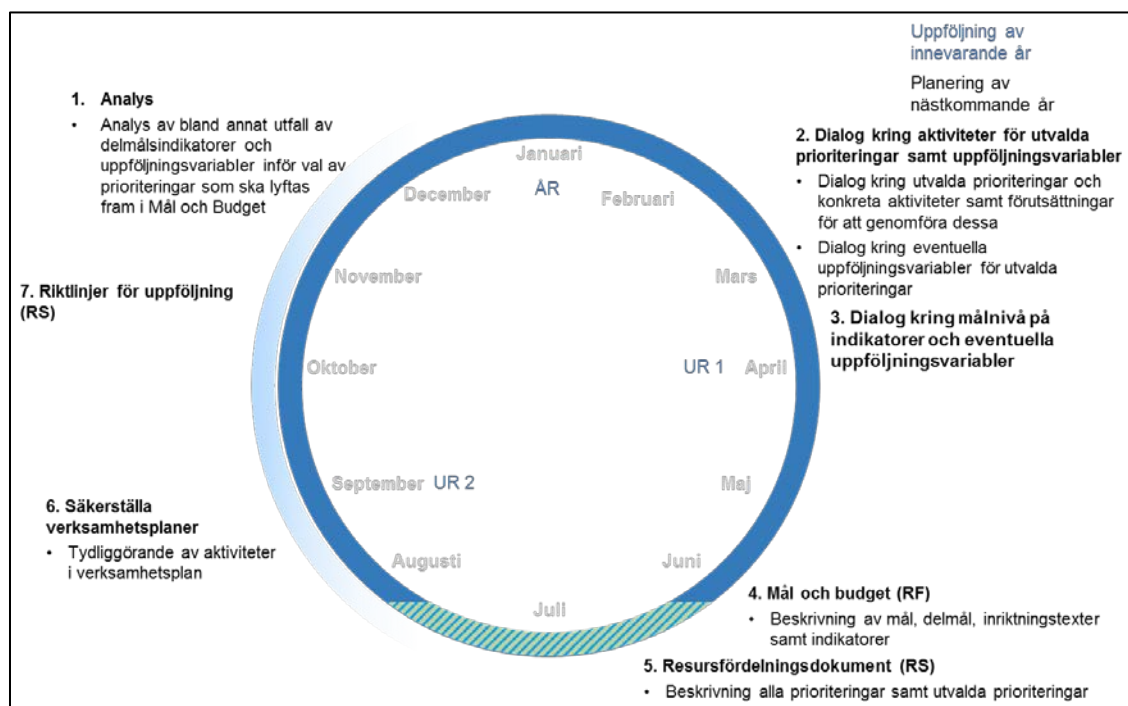 Uppföljning av
innevarande år
Planering av
nästkommande år
1. Analys
• Analys av bland annat utfall av
delmålsindikatorer och
uppföljningsvariabler inför val av
prioriteringar som ska lyftas
fram i Mål och Budget
2. Dialog kring aktiviteter för utvalda
prioriteringar samt uppföljningsvariabler
• Dialog kring utvalda prioriteringar och
konkreta aktiviteter samt förutsättningar
för att genomföra dessa
• Dialog kring eventuella
uppföljningsvariabler för utvalda
prioriteringar
3. Dialog kring målnivå på
indikatorer och eventuella
uppföljningsvariabler
4. Mål och budget (RF)
• Beskrivning av mål, delmål, inriktningstexter
samt indikatorer
5. Resursfördelningsdokument (RS)
• Beskrivning alla prioriteringar samt utvalda prioriteringar
6. Säkerställa
verksamhetsplaner
• Tydliggörande av aktiviteter
i verksamhetsplan
7. Riktlinjer för uppföljning
(RS)
Januari
ÅR
Februari
Mars
UR 1 April
Maj
Juni
Juli
Augusti
September UR 2
Oktober
November
December